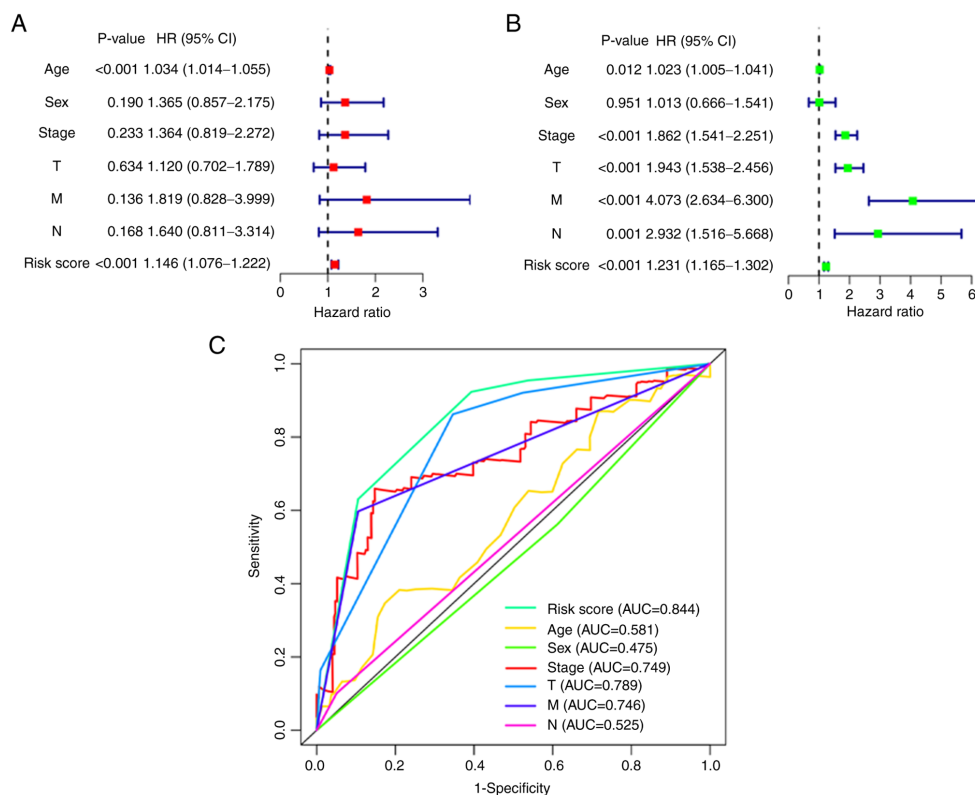 A
P-value HR (95% CI)
Age <0.001 1.034 (1.014–1.055)
Sex 0.190 1.365 (0.857–2.175)
Stage 0.233 1.364 (0.819–2.272)
T 0.634 1.120 (0.702–1.789)
M 0.136 1.819 (0.828–3.999)
N 0.168 1.640 (0.811–3.314)
Risk score <0.001 1.146 (1.076–1.222)
0 1 2 3
Hazard ratio
B
P-value HR (95% CI)
Age 0.012 1.023 (1.005–1.041)
Sex 0.951 1.013 (0.666–1.541)
Stage <0.001 1.862 (1.541–2.251)
T <0.001 1.943 (1.538–2.456)
M <0.001 4.073 (2.634–6.300)
N 0.001 2.932 (1.516–5.668)
Risk score <0.001 1.231 (1.165–1.302)
0 1 2 3 4 5 6
Hazard ratio
C
1.0
0.8
0.6
0.4
0.2
0.0
Sensitivity
Risk score (AUC=0.844)
Age (AUC=0.581)
Sex (AUC=0.475)
Stage (AUC=0.749)
T (AUC=0.789)
M (AUC=0.746)
N (AUC=0.525)
0.0 0.2 0.4 0.6 0.8 1.0
1-Specificity